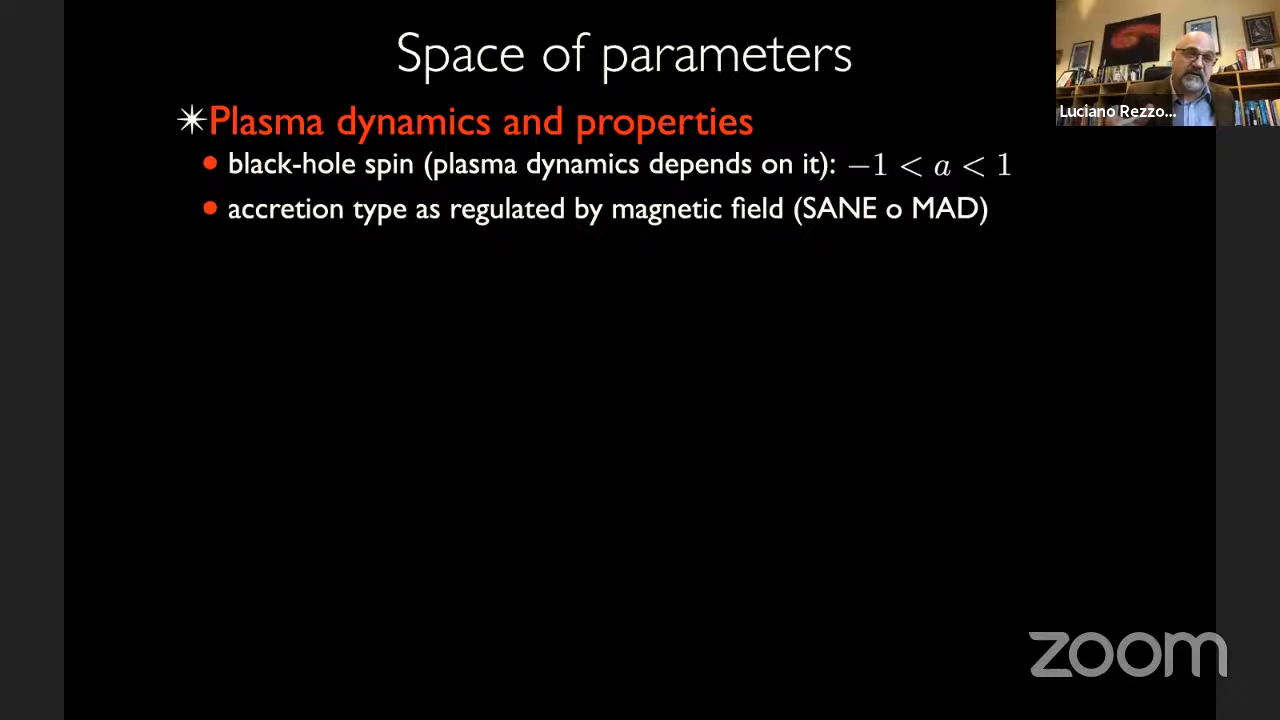 Space of parameters
✴Plasma dynamics and properties
• black-hole spin (plasma dynamics depends on it): −1 < a < 1
• accretion type as regulated by magnetic field (SANE o MAD)
Luciano Rezzo...
zoom